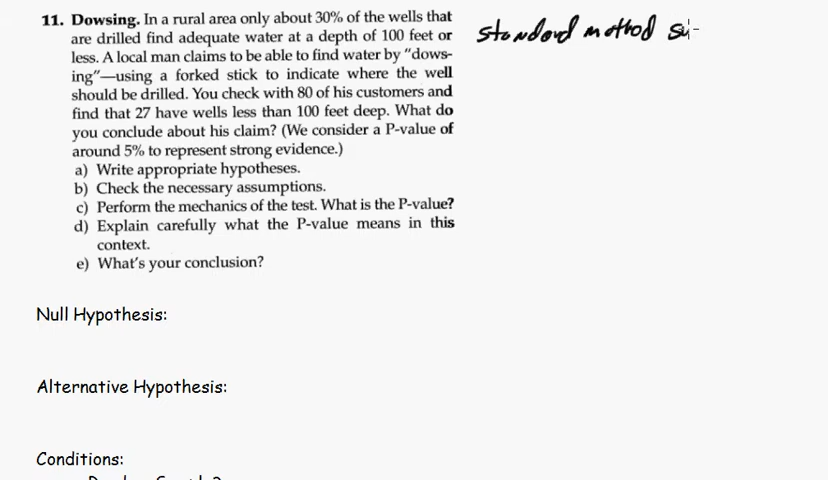 11. Dowsing. In a rural area only about 30% of the wells that
are drilled find adequate water at a depth of 100 feet or
less. A local man claims to be able to find water by "dows-
ing"—using a forked stick to indicate where the well
should be drilled. You check with 80 of his customers and
find that 27 have wells less than 100 feet deep. What do
you conclude about his claim? (We consider a P-value of
around 5% to represent strong evidence.)
a) Write appropriate hypotheses.
b) Check the necessary assumptions.
c) Perform the mechanics of the test. What is the P-value?
d) Explain carefully what the P-value means in this
context.
e) What's your conclusion?
standard method
Null Hypothesis:
Alternative Hypothesis:
Conditions: